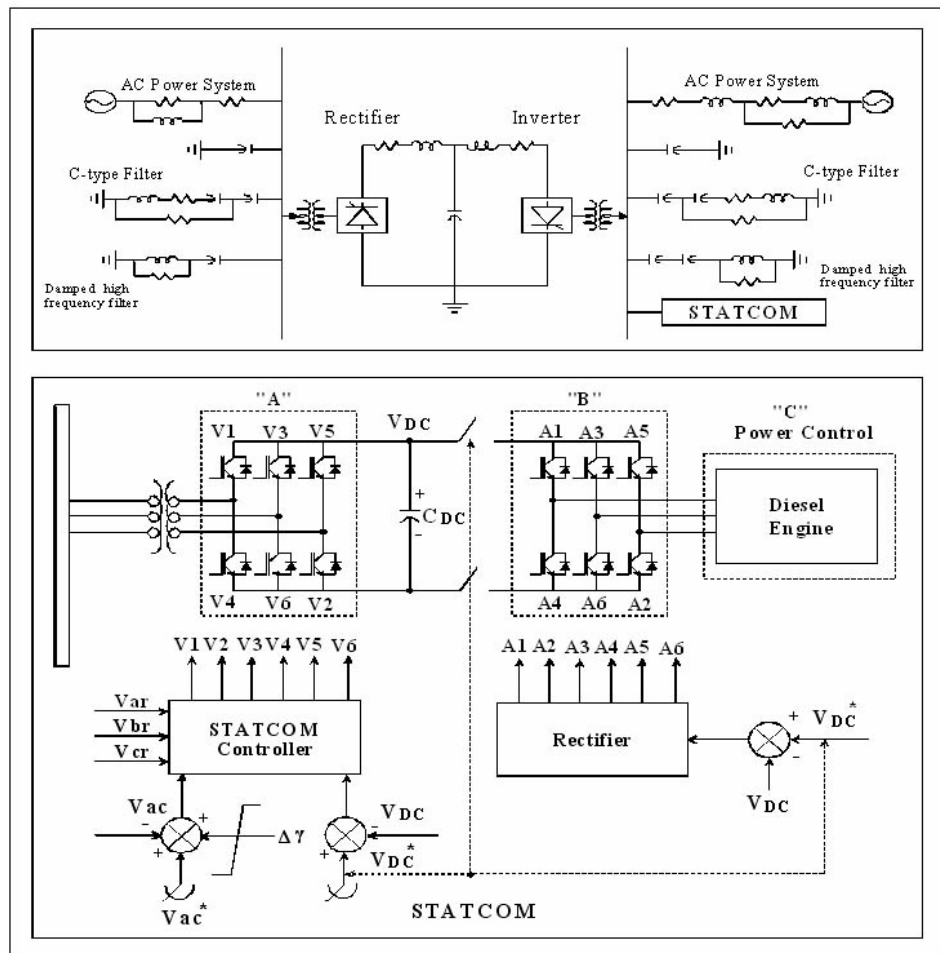 AC Power System
AC Power System
Rectifier
Inverter
C-type Filter
C-type Filter
Damped high
frequency filter
Damped high
frequency filter
STATCOM
"A"
"B"
"C"
Power Control
V1
V3
V5
VDC
A1
A3
A5
+
CDC
-
Diesel
Engine
V4
V6
V2
A4
A6
A2
V1 V2 V3 V4 V5 V6
A1 A2 A3 A4 A5 A6
Var
Vbr
Vcr
STATCOM
Controller
Rectifier
+
VDC*
-
VDC
Vac
-
+
+
Δγ
-
VDC
+
VDC*
Vac*
STATCOM